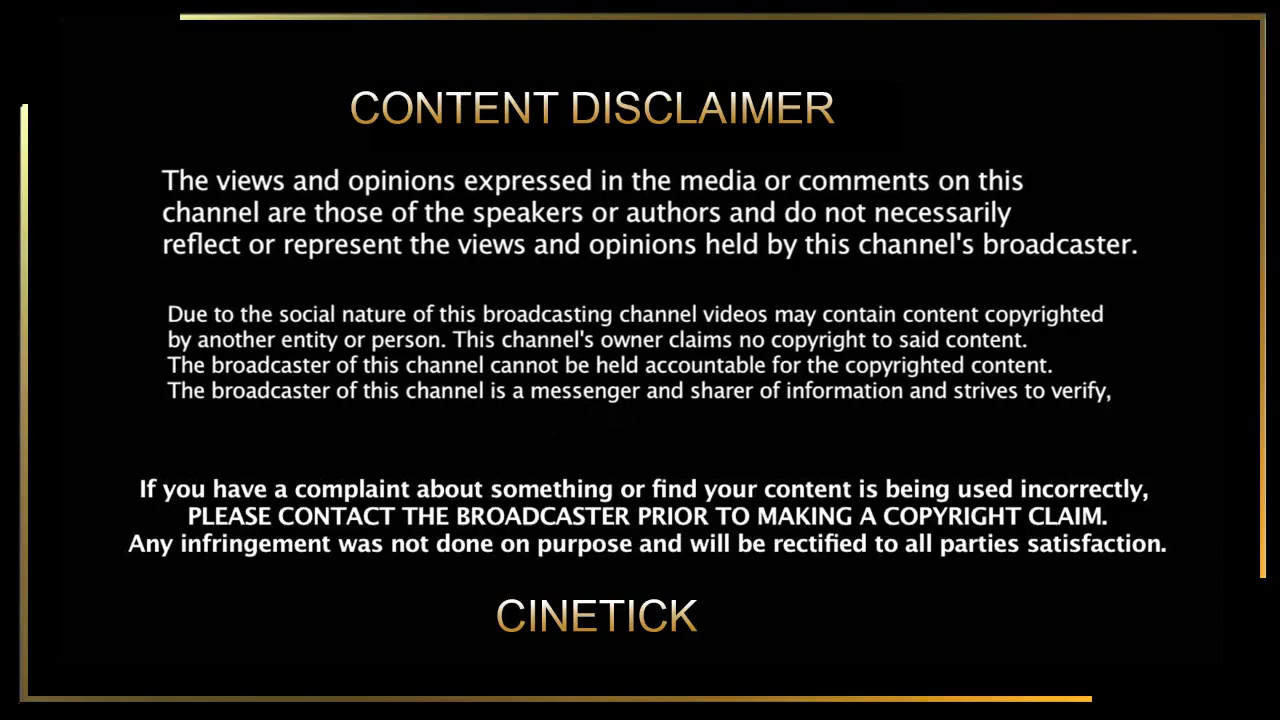 CONTENT DISCLAIMER
The views and opinions expressed in the media or comments on this
channel are those of the speakers or authors and do not necessarily
reflect or represent the views and opinions held by this channel's broadcaster.
Due to the social nature of this broadcasting channel videos may contain content copyrighted
by another entity or person. This channel's owner claims no copyright to said content.
The broadcaster of this channel cannot be held accountable for the copyrighted content.
The broadcaster of this channel is a messenger and sharer of information and strives to verify,
If you have a complaint about something or find your content is being used incorrectly,
PLEASE CONTACT THE BROADCASTER PRIOR TO MAKING A COPYRIGHT CLAIM.
Any infringement was not done on purpose and will be rectified to all parties satisfaction.
CINETICK